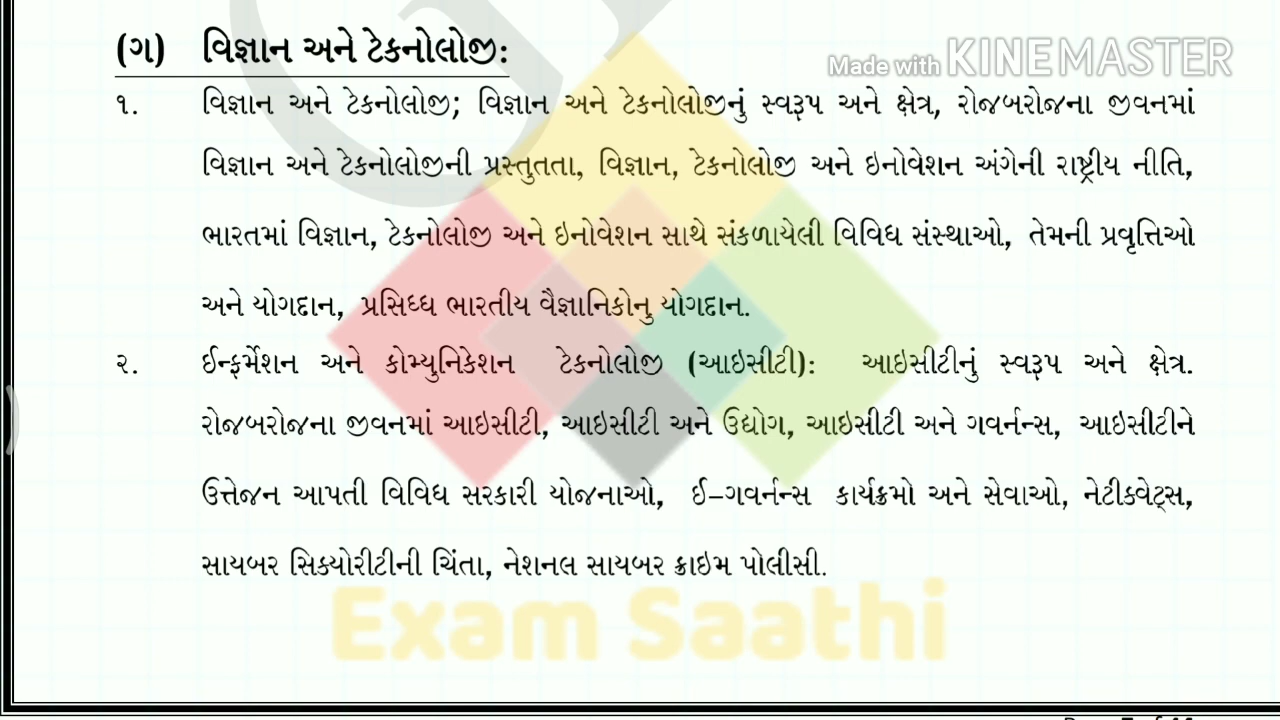 Made with KINEMASTER
(ગ) વિજ્ઞાન અને ટેકનોલોજી:
૧. વિજ્ઞાન અને ટેકનોલોજી; વિજ્ઞાન અને ટેકનોલોજીનું સ્વરૂપ અને ક્ષેત્ર, રોજબરોજના જીવનમાં
વિજ્ઞાન અને ટેકનોલોજીની પ્રસ્તુતતા, વિજ્ઞાન, ટેકનોલોજી અને ઇનોવેશન અંગેની રાષ્ટ્રીય નીતિ,
ભારતમાં વિજ્ઞાન, ટેકનોલોજી અને ઇનોવેશન સાથે સંકળાયેલી વિવિધ સંસ્થાઓ, તેમની પ્રવૃત્તિઓ
અને યોગદાન, પ્રસિધ્ધ ભારતીય વૈજ્ઞાનિકોનુ યોગદાન.
૨. ઈન્ફર્મેશન અને કોમ્યુનિકેશન ટેકનોલોજી (આઇસીટી): આઇસીટીનું સ્વરૂપ અને ક્ષેત્ર.
રોજબરોજના જીવનમાં આઇસીટી, આઇસીટી અને ઉદ્યોગ, આઇસીટી અને ગવર્નન્સ, આઇસીટીને
ઉત્તેજન આપતી વિવિધ સરકારી યોજનાઓ, ઈ–ગવર્નન્સ કાર્યક્રમો અને સેવાઓ, નેટીક્વેટ્સ,
સાયબર સિક્યોરીટીની ચિંતા, નેશનલ સાયબર ક્રાઇમ પોલીસી.
Exam Saathi